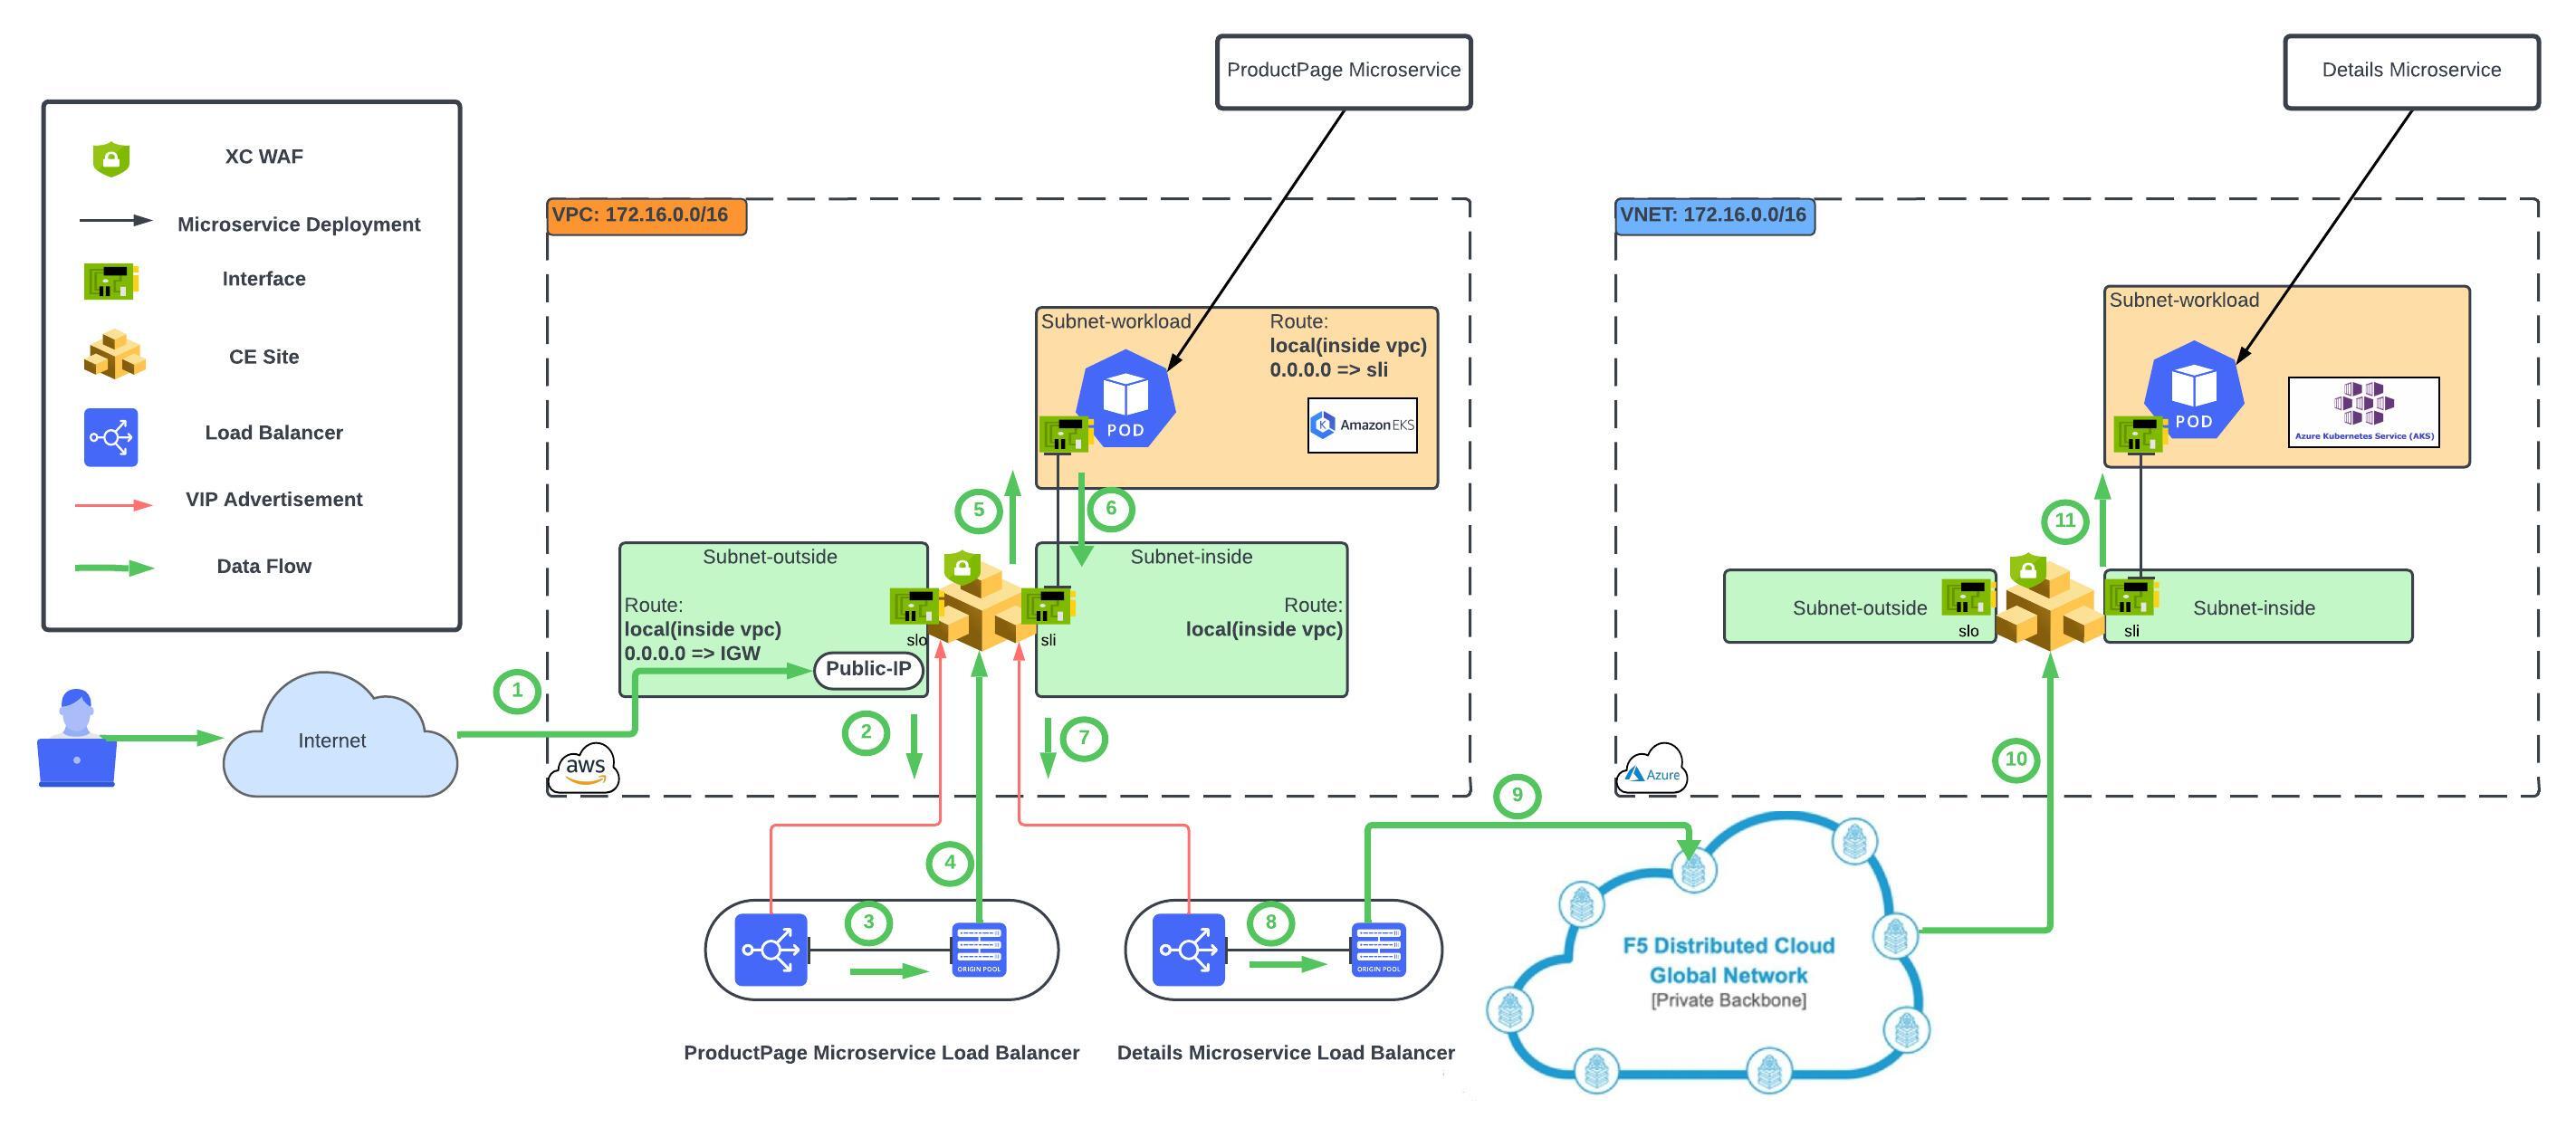 ProductPage Microservice
Details Microservice
XC WAF
Microservice Deployment
Interface
CE Site
Load Balancer
VIP Advertisement
Data Flow
VPC: 172.16.0.0/16
Subnet-workload
Route:
local(inside vpc)
0.0.0.0 => sli
POD
Amazon EKS
5
6
Subnet-outside
Route:
local(inside vpc)
0.0.0.0 => IGW
Public-IP
slo
sli
Subnet-inside
Route:
local(inside vpc)
1
2
7
Internet
aws
VNET: 172.16.0.0/16
Subnet-workload
POD
Azure Kubernetes Service (AKS)
11
Subnet-outside
slo
sli
Subnet-inside
10
Azure
9
4
3
ORIGIN POOL
8
ORIGIN POOL
ProductPage Microservice Load Balancer
Details Microservice Load Balancer
F5 Distributed Cloud
Global Network
[Private Backbone]